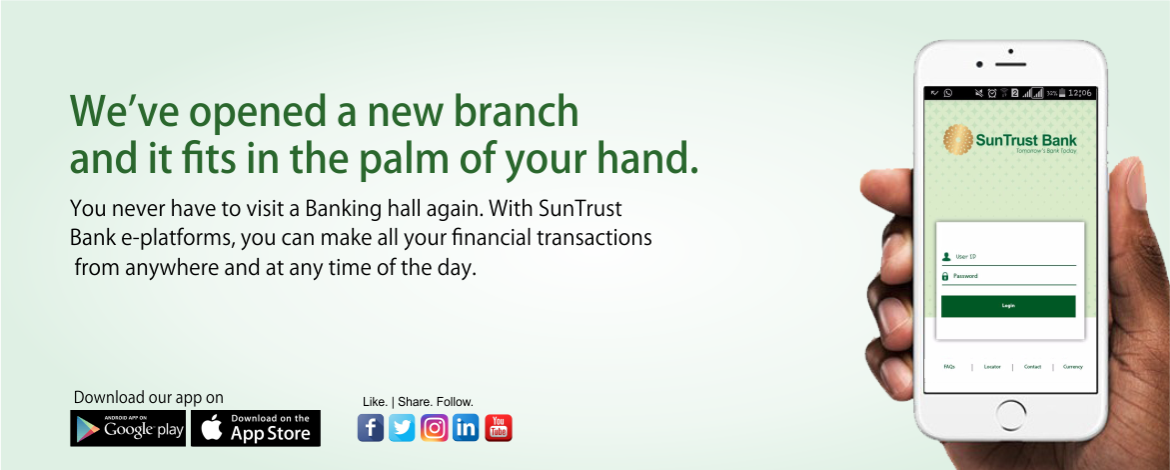 We've opened a new branch
and it fits in the palm of your hand.
You never have to visit a Banking hall again. With SunTrust
Bank e-platforms, you can make all your financial transactions
from anywhere and at any time of the day.
Download our app on
ANDROID APP ON
Google play
Download on the
App Store
Like. | Share. Follow.
You
Tube
32% 12:06
SunTrust Bank
Tomorrow's Bank Today
User ID
Password
Login
FAQs | Locator | Contact | Currency